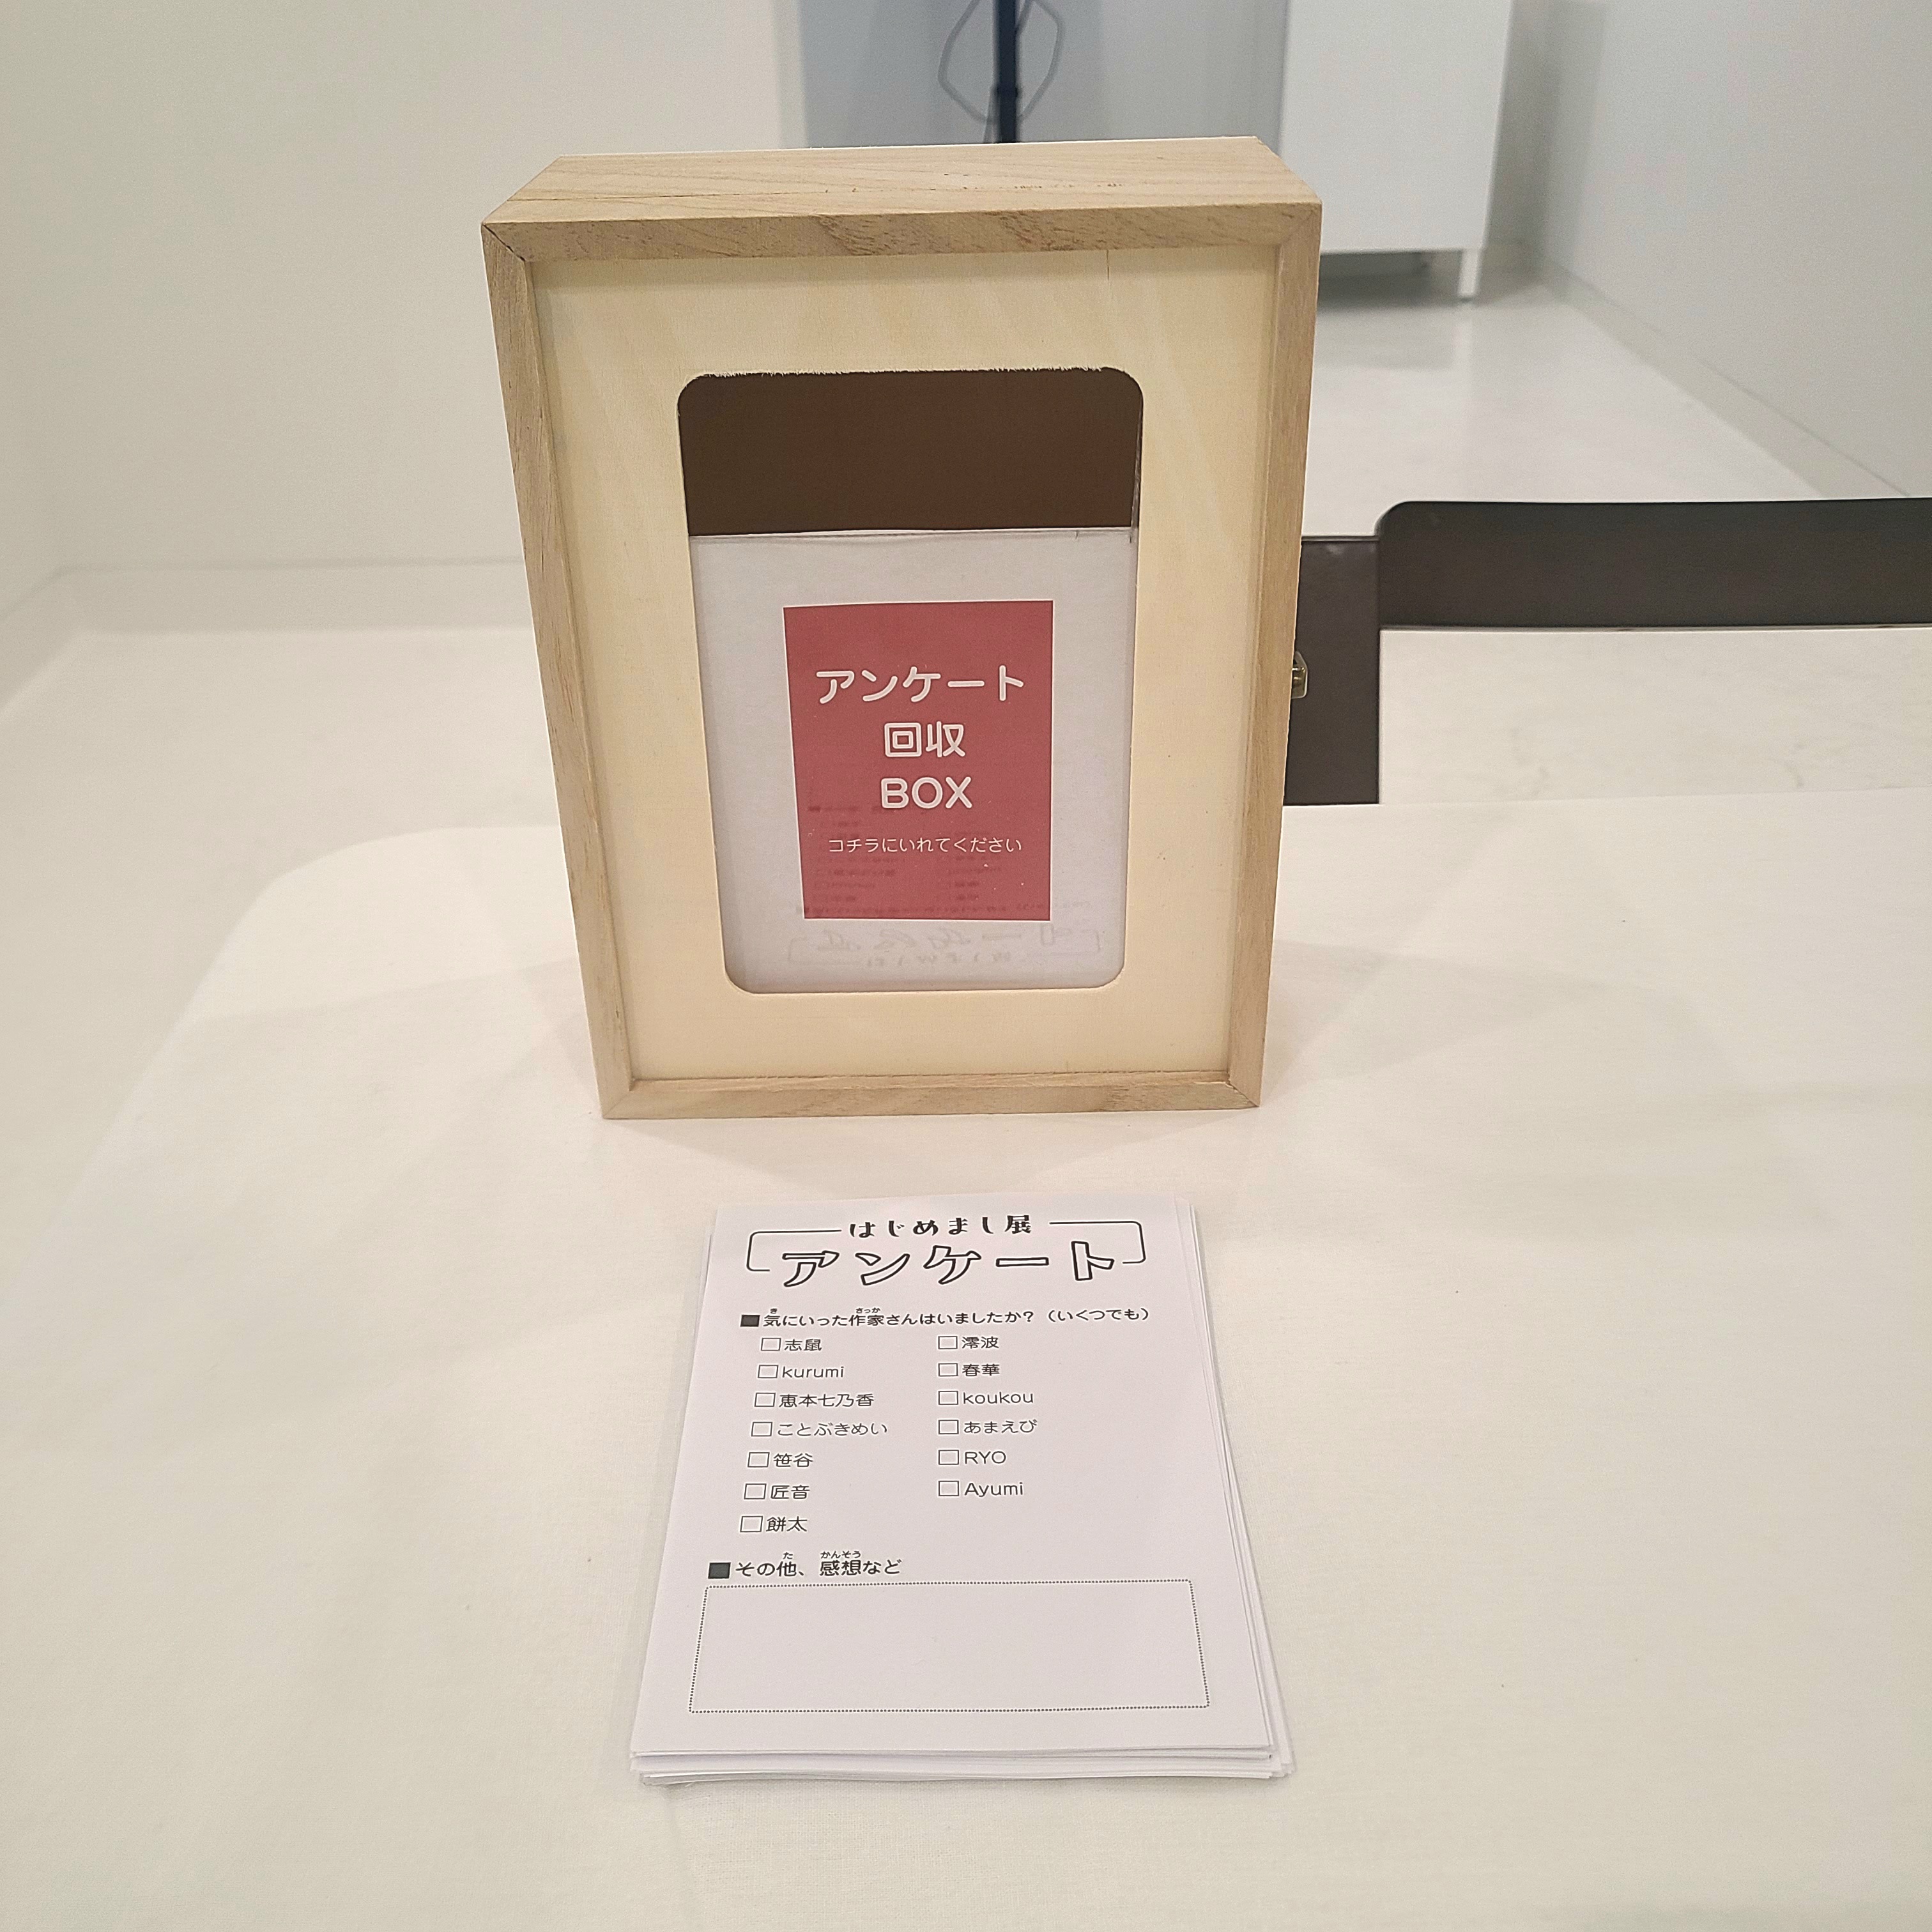 アンケート
回収
BOX
コチラにいれてください
はじめまし展
アンケート
■気にいった作家さんはいましたか？（いくつでも）
□志鼠
□澪波
□kurumi
□春華
□恵本七乃香
□koukou
□ことぶきめい
□あまえび
□笹谷
□RYO
□匠音
□Ayumi
□餅太
■その他、感想など